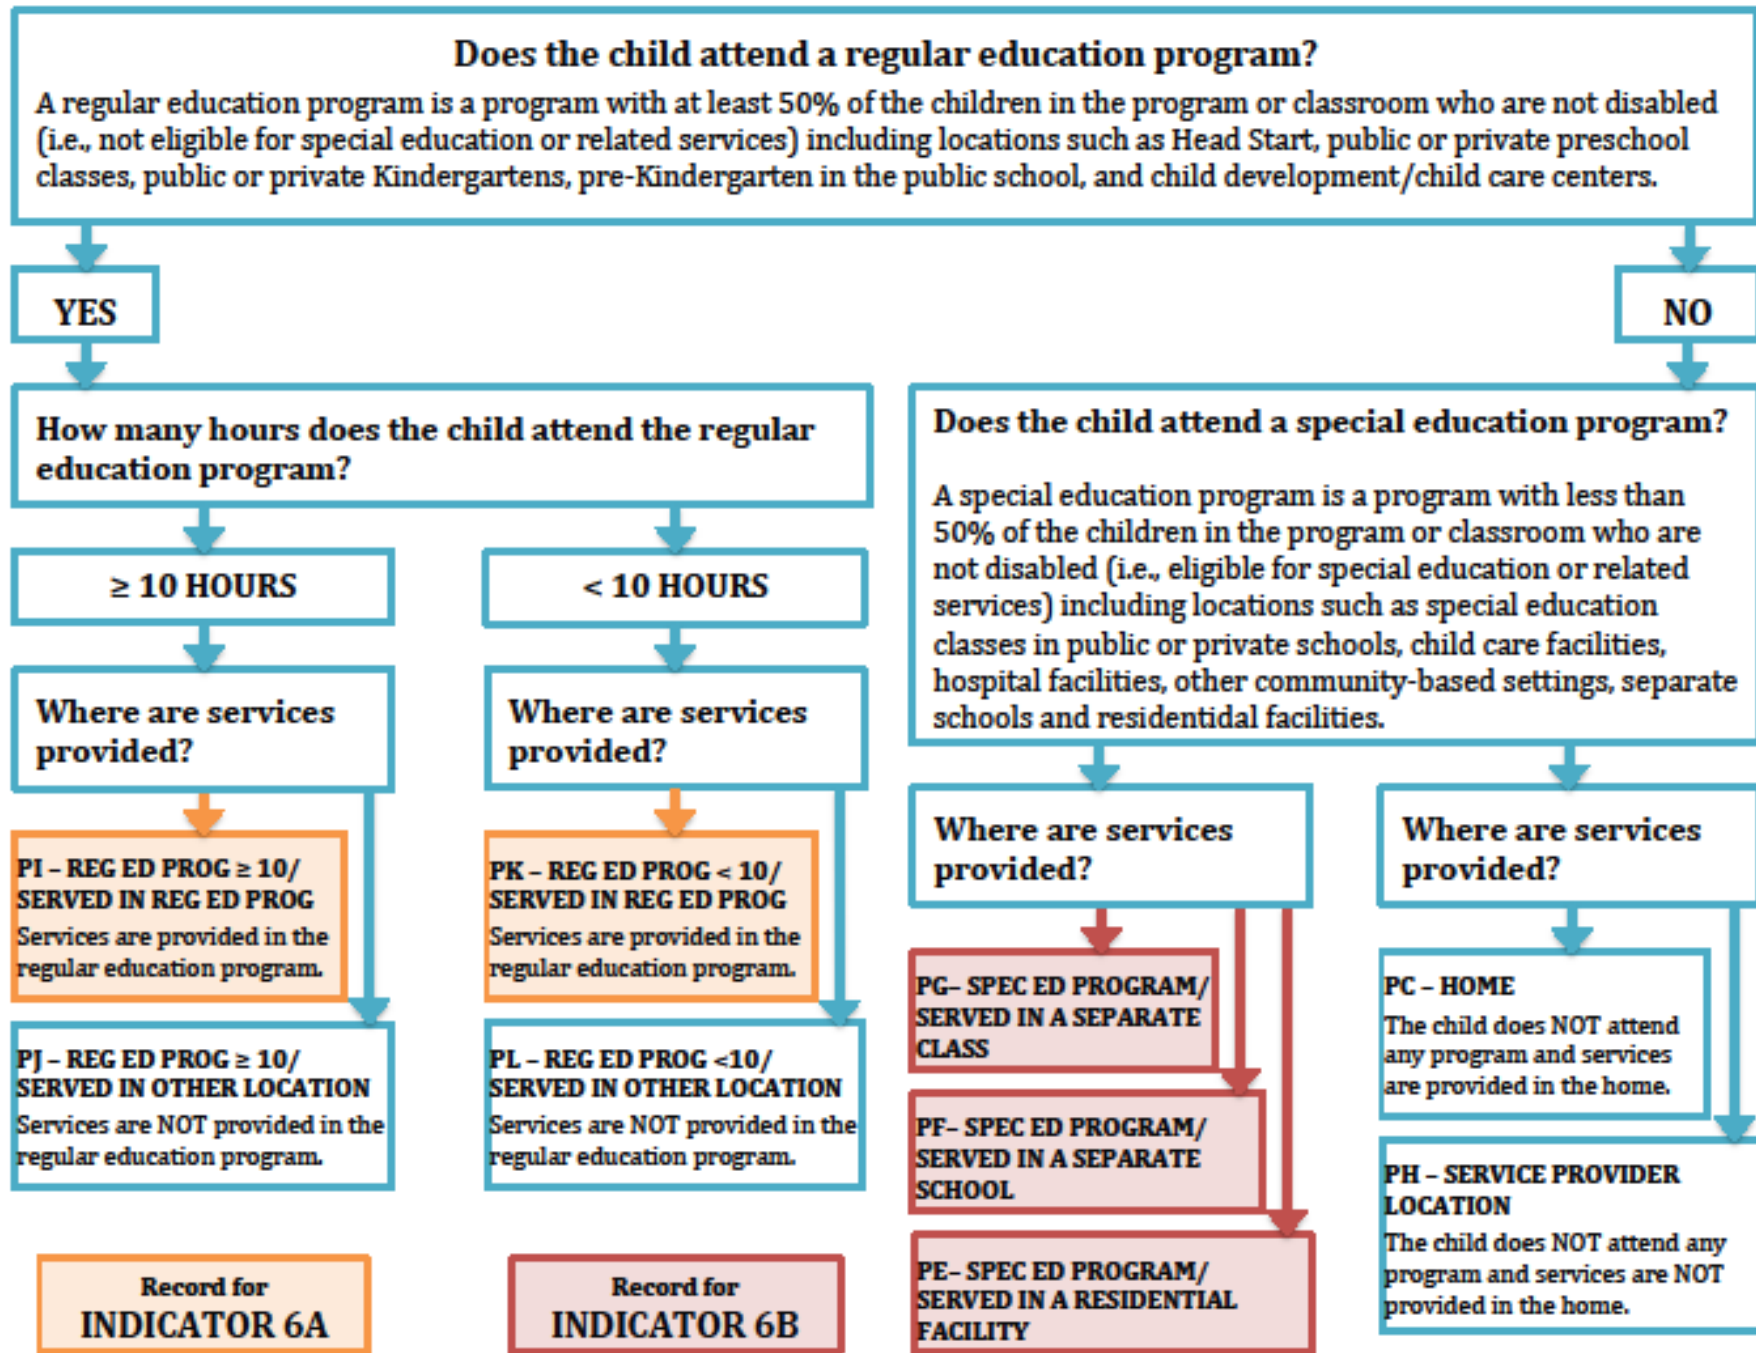 Does the child attend a regular education program?
A regular education program is a program with at least 50% of the children in the program or classroom who are not disabled
(i.e., not eligible for special education or related services) including locations such as Head Start, public or private preschool
classes, public or private Kindergartens, pre-Kindergarten in the public school, and child development/child care centers.
YES
NO
How many hours does the child attend the regular
education program?
≥ 10 HOURS
< 10 HOURS
Where are services
provided?
Where are services
provided?
PI – REG ED PROG ≥ 10/
SERVED IN REG ED PROG
Services are provided in the
regular education program.
PK – REG ED PROG < 10/
SERVED IN REG ED PROG
Services are provided in the
regular education program.
PJ – REG ED PROG ≥ 10/
SERVED IN OTHER LOCATION
Services are NOT provided in the
regular education program.
PL – REG ED PROG <10/
SERVED IN OTHER LOCATION
Services are NOT provided in the
regular education program.
Does the child attend a special education program?
A special education program is a program with less than
50% of the children in the program or classroom who are
not disabled (i.e., eligible for special education or related
services) including locations such as special education
classes in public or private schools, child care facilities,
hospital facilities, other community-based settings, separate
schools and residentidal facilities.
Where are services
provided?
Where are services
provided?
PG– SPEC ED PROGRAM/
SERVED IN A SEPARATE
CLASS
PF– SPEC ED PROGRAM/
SERVED IN A SEPARATE
SCHOOL
PE– SPEC ED PROGRAM/
SERVED IN A RESIDENTIAL
FACILITY
PC – HOME
The child does NOT attend
any program and services
are provided in the home.
PH – SERVICE PROVIDER
LOCATION
The child does NOT attend any
program and services are NOT
provided in the home.
Record for
INDICATOR 6A
Record for
INDICATOR 6B